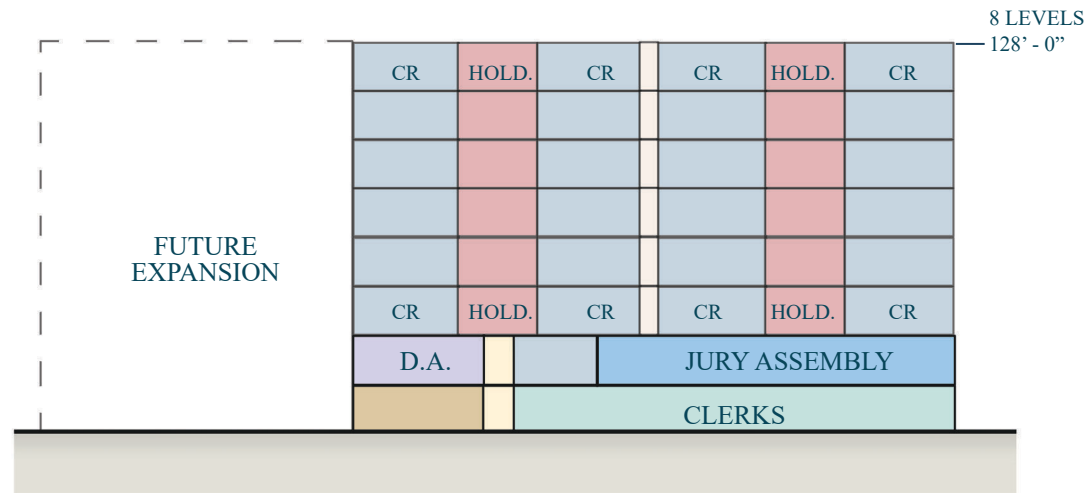 8 LEVELS
128’ - 0”
CR HOLD. CR CR HOLD. CR
FUTURE
EXPANSION
CR HOLD. CR CR HOLD. CR
D.A. JURY ASSEMBLY
CLERKS